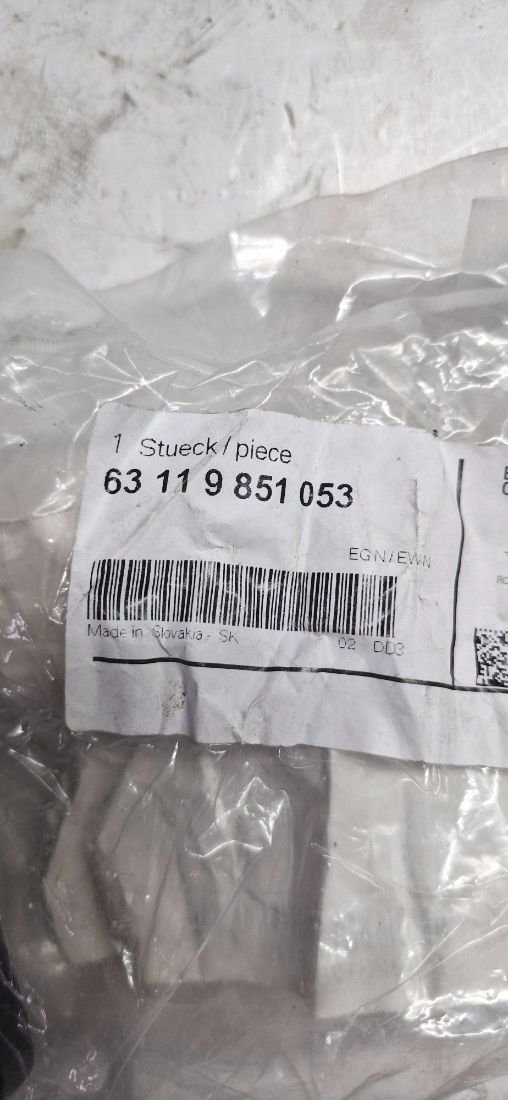 1 Stueck / piece
63 11 9 851 053
EGN/EWN
Made in Slovakia - SK
02 DD3